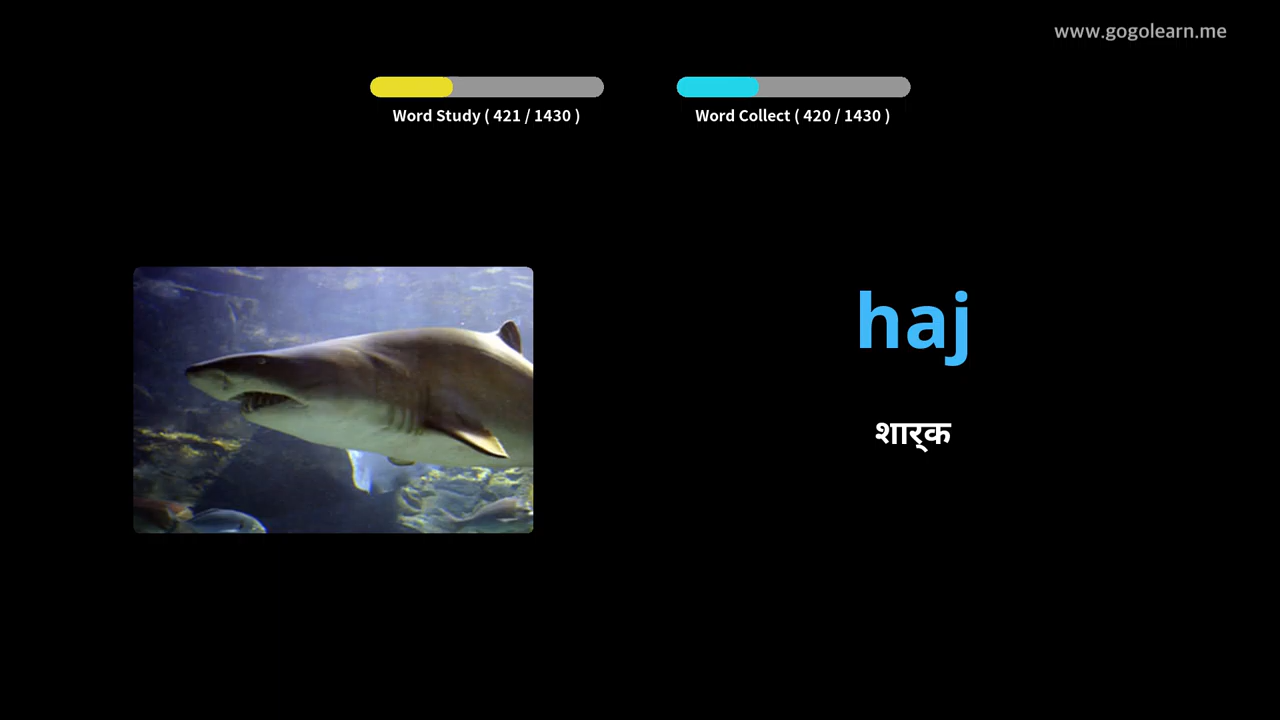 www.gogolearn.me
Word Study ( 421 / 1430 )
Word Collect ( 420 / 1430 )
haj
शार्‌क